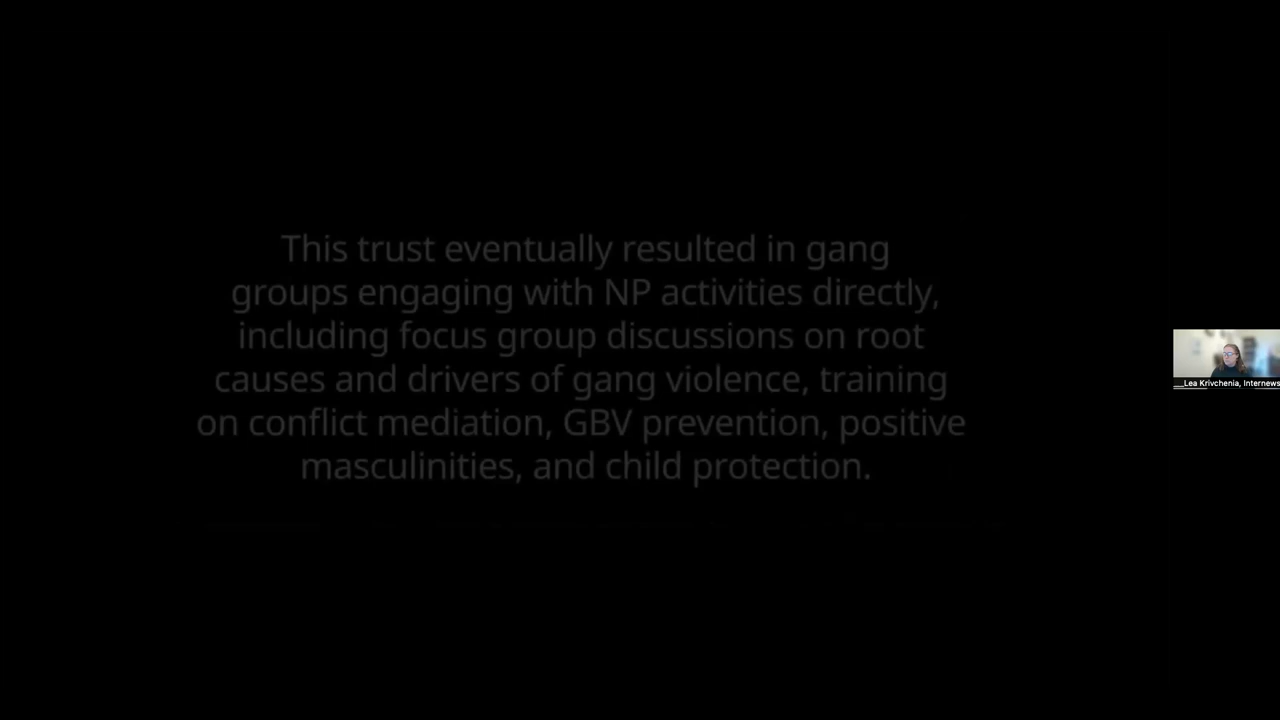 This trust eventually resulted in gang
groups engaging with NP activities directly,
including focus group discussions on root
causes and drivers of gang violence, training
on conflict mediation, GBV prevention, positive
masculinities, and child protection.
Lea Krivchenia, Internews